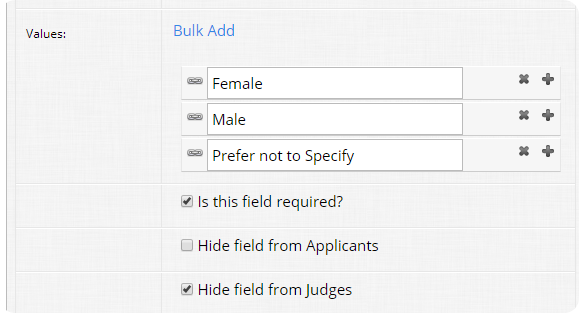 Values:
Bulk Add
Female
Male
Prefer not to Specify
Is this field required?
Hide field from Applicants
Hide field from Judges